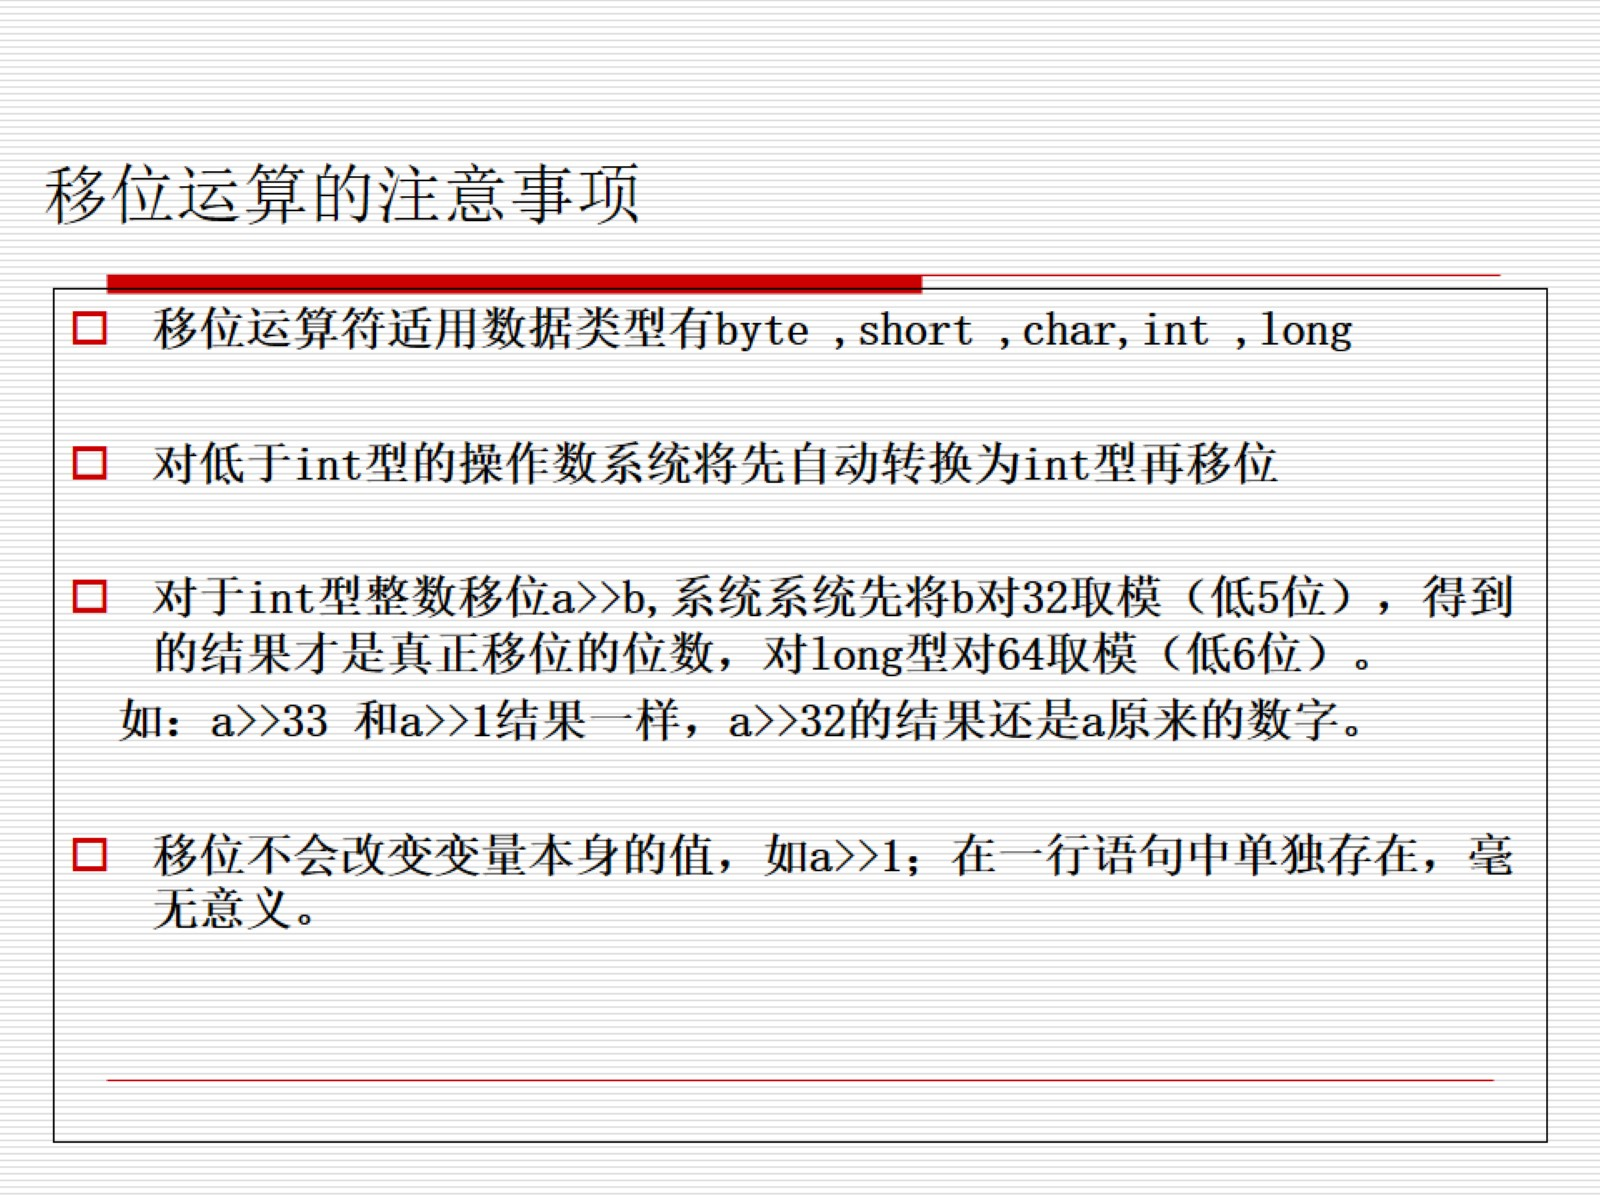 移位运算的注意事项
移位运算符适用数据类型有byte ,short ,char,int ,long
对低于int型的操作数系统将先自动转换为int型再移位
对于int型整数移位a>>b,系统系统先将b对32取模（低5位），得到
的结果才是真正移位的位数，对long型对64取模（低6位）。
如：a>>33 和a>>1结果一样，a>>32的结果还是a原来的数字。
移位不会改变变量本身的值，如a>>1；在一行语句中单独存在，毫
无意义。